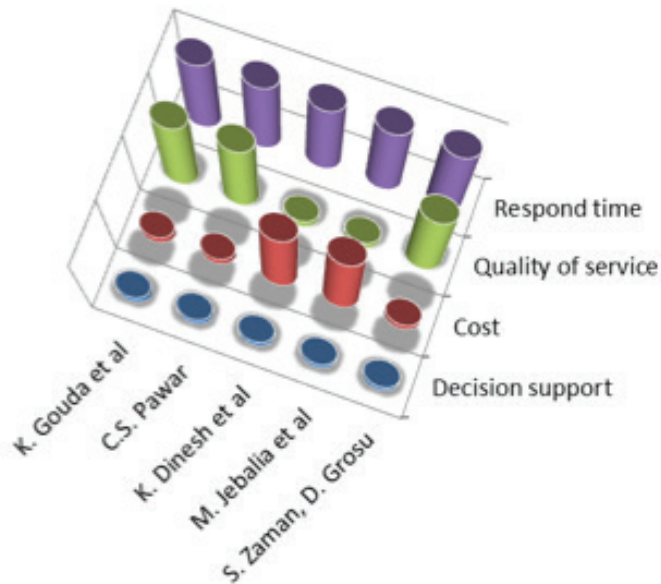 Respond time
Quality of service
Cost
Decision support
K. Gouda et al
C.S. Pawar
K. Dinesh et al
M. Jebalia et al
S. Zaman, D. Grosu